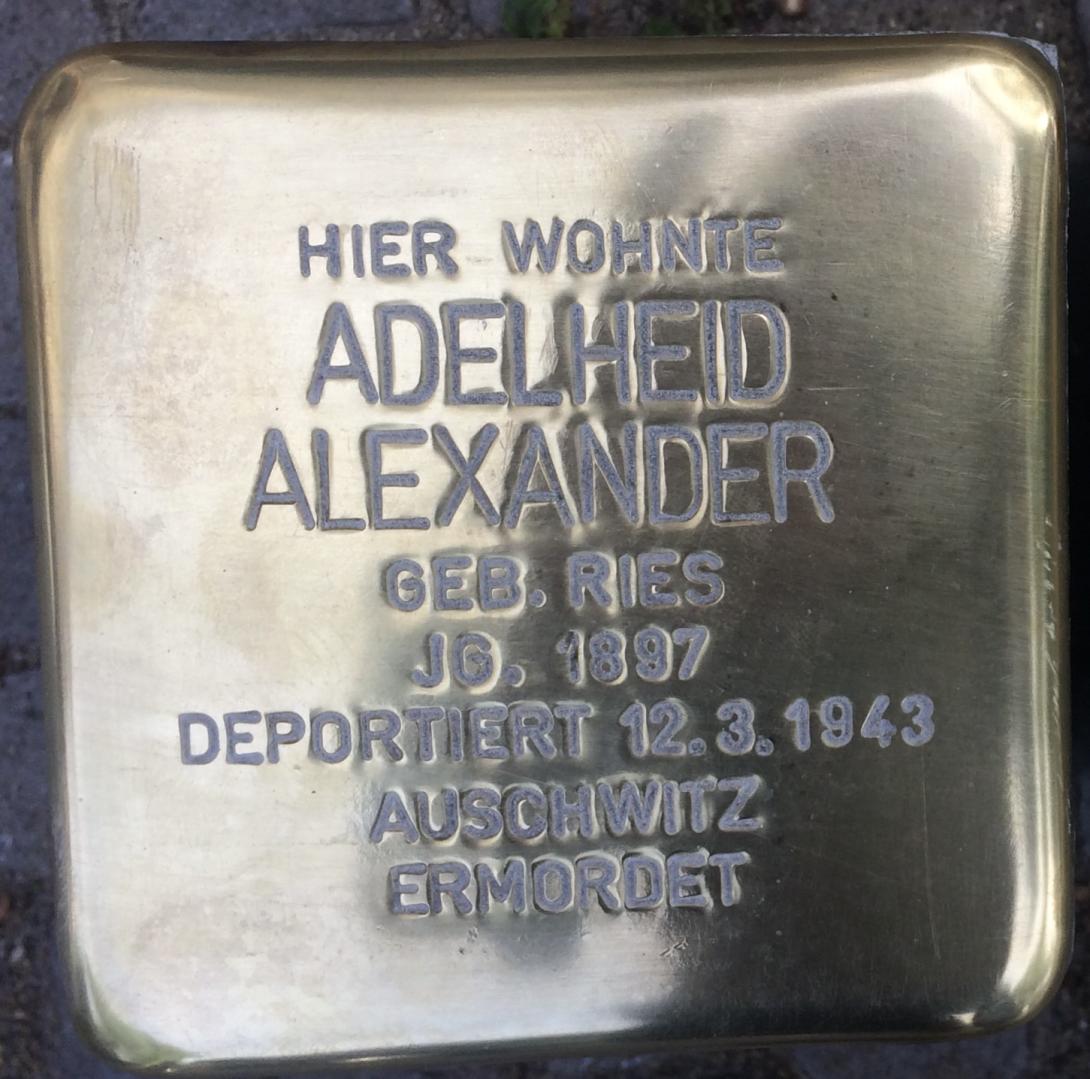 HIER WOHNTE
ADELHEID
ALEXANDER
GEB. RIES
JG. 1897
DEPORTIERT 12.3.1943
AUSCHWITZ
ERMORDET